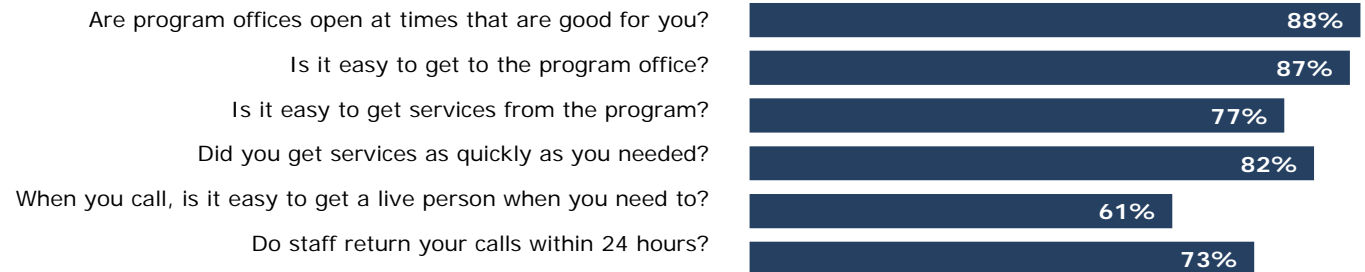 Are program offices open at times that are good for you? 88%
Is it easy to get to the program office? 87%
Is it easy to get services from the program? 77%
Did you get services as quickly as you needed? 82%
When you call, is it easy to get a live person when you need to? 61%
Do staff return your calls within 24 hours? 73%